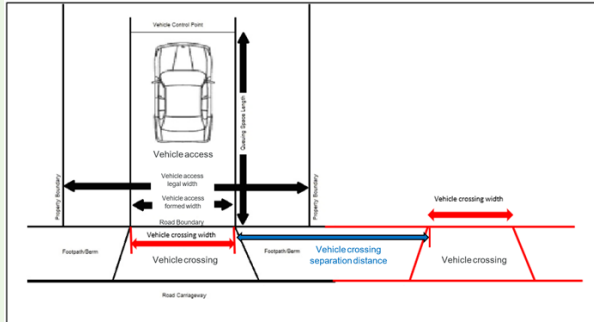 Vehicle Control Point
Queuing Space Length
Vehicle access
Vehicle access
legal width
Vehicle access
formed width
Property Boundary
Property Boundary
Road Boundary
Vehicle crossing width
Vehicle crossing width
Footpath/Berm
Vehicle crossing
Footpath/Berm
Vehicle crossing
separation distance
Vehicle crossing
Road Carriageway